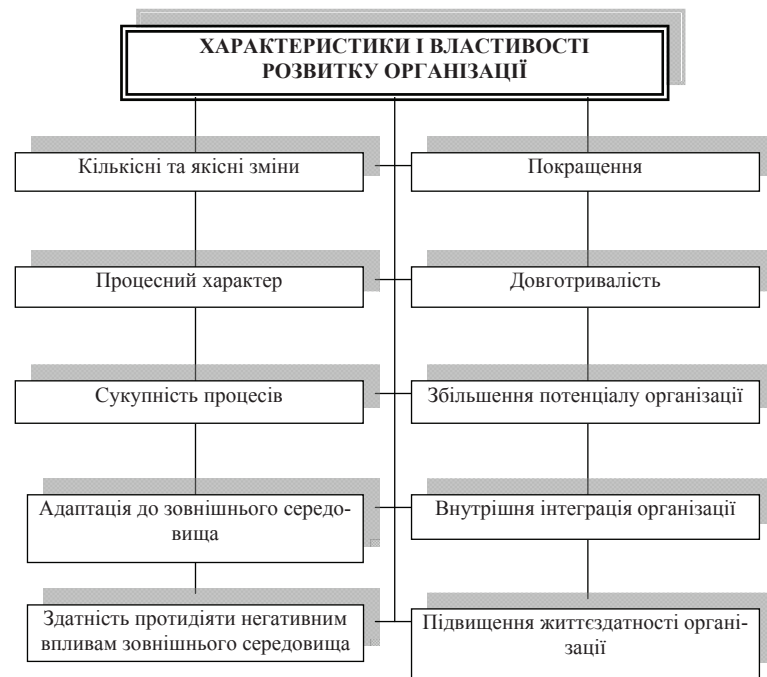 ХАРАКТЕРИСТИКИ І ВЛАСТИВОСТІ
РОЗВИТКУ ОРГАНІЗАЦІЇ
Кількісні та якісні зміни
Покращення
Процесний характер
Довготривалість
Сукупність процесів
Збільшення потенціалу організації
Адаптація до зовнішнього середо-
вища
Внутрішня інтеграція організації
Здатність протидіяти негативним
впливам зовнішнього середовища
Підвищення життєздатності органі-
зації